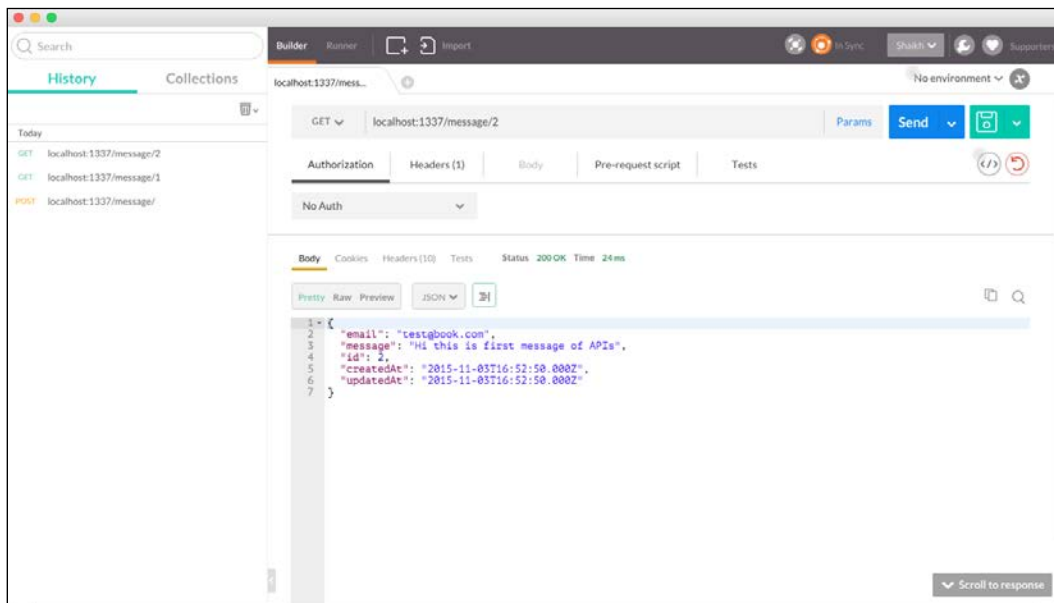 Search
Builder Runner Import In Sync Shaikh Supporters
History Collections
localhost:1337/mess... No environment
GET localhost:1337/message/2 Params Send
Today
GET localhost:1337/message/2
GET localhost:1337/message/1
POST localhost:1337/message/
Authorization Headers (1) Body Pre-request script Tests
No Auth
Body Cookies Headers (10) Tests Status 200 OK Time 24 ms
Pretty Raw Preview JSON
1 {
2 "email": "test@book.com",
3 "message": "Hi this is first message of APIs",
4 "id": 2,
5 "createdAt": "2015-11-03T16:52:50.000Z",
6 "updatedAt": "2015-11-03T16:52:50.000Z"
7 }
Scroll to response